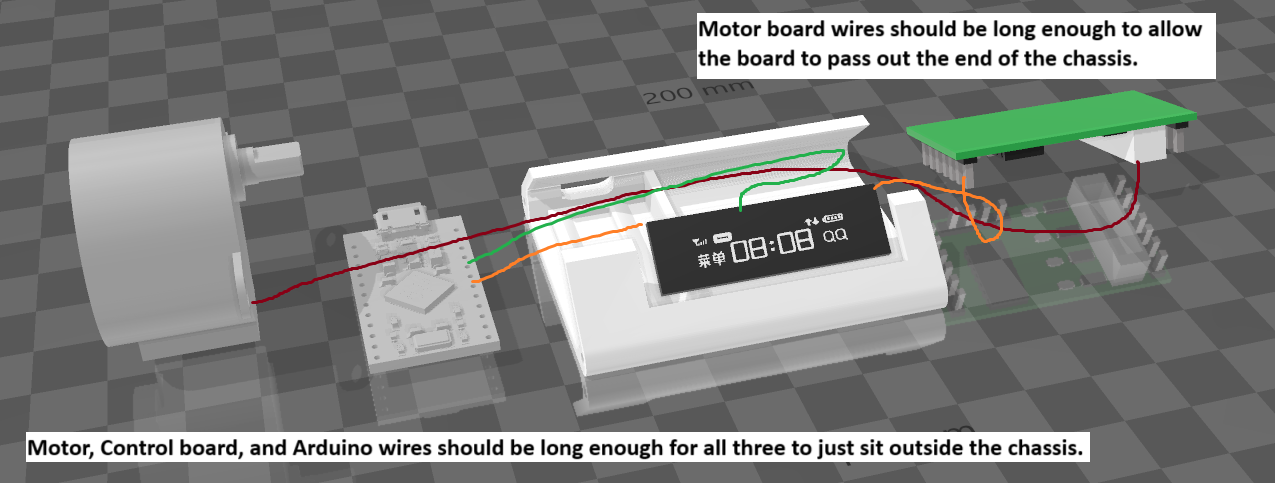 Motor board wires should be long enough to allow
the board to pass out the end of the chassis.
200 mm
08:08 QQ
菜单
Motor, Control board, and Arduino wires should be long enough for all three to just sit outside the chassis.